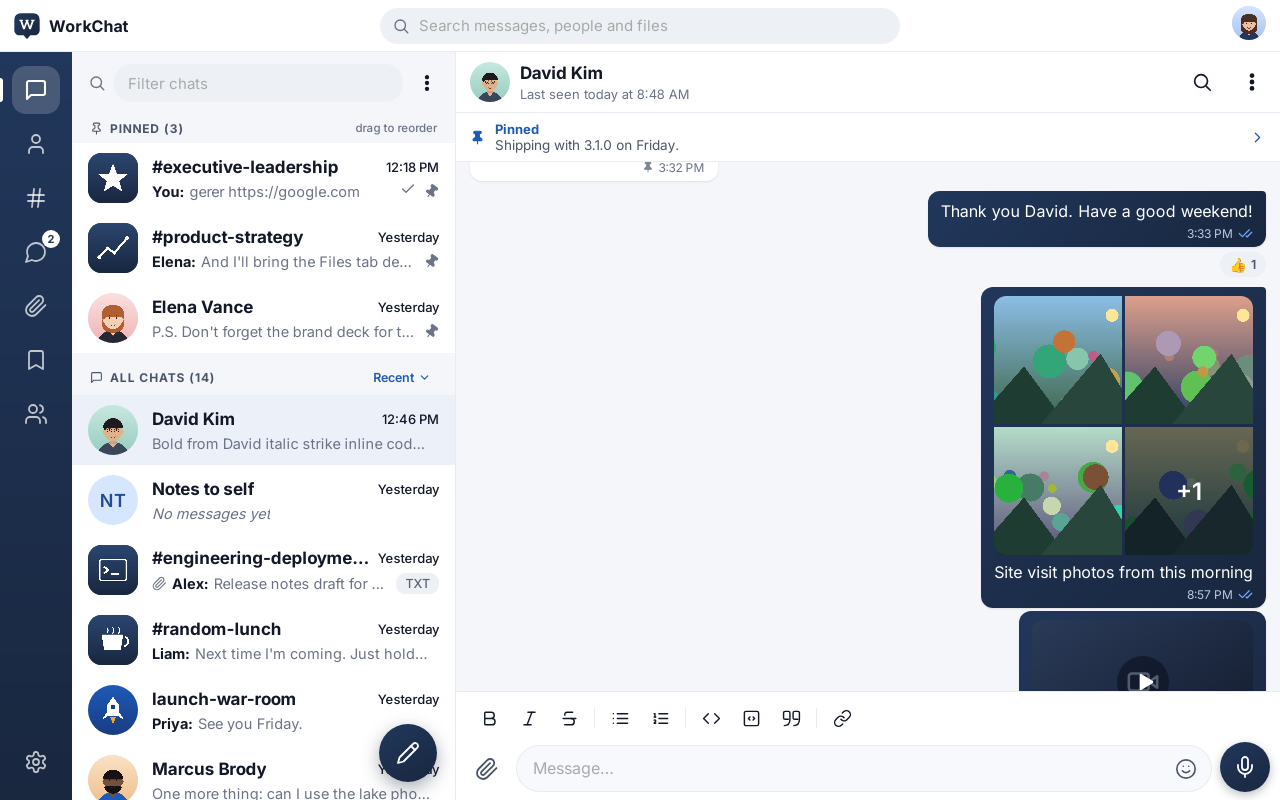 W WorkChat
Search messages, people and files
2
Filter chats
PINNED (3) drag to reorder
#executive-leadership 12:18 PM
You: gerer https://google.com
#product-strategy Yesterday
Elena: And I'll bring the Files tab de...
Elena Vance Yesterday
P.S. Don't forget the brand deck for t...
ALL CHATS (14) Recent
David Kim 12:46 PM
Bold from David italic strike inline cod...
NT Notes to self Yesterday
No messages yet
#engineering-deployme... Yesterday
Alex: Release notes draft for ... TXT
#random-lunch Yesterday
Liam: Next time I'm coming. Just hold...
launch-war-room Yesterday
Priya: See you Friday.
Marcus Brody
One more thing: can I use the lake pho...
David Kim
Last seen today at 8:48 AM
Pinned
Shipping with 3.1.0 on Friday.
3:32 PM
Thank you David. Have a good weekend!
3:33 PM
👍 1
+1
Site visit photos from this morning
8:57 PM
B I S
Message...